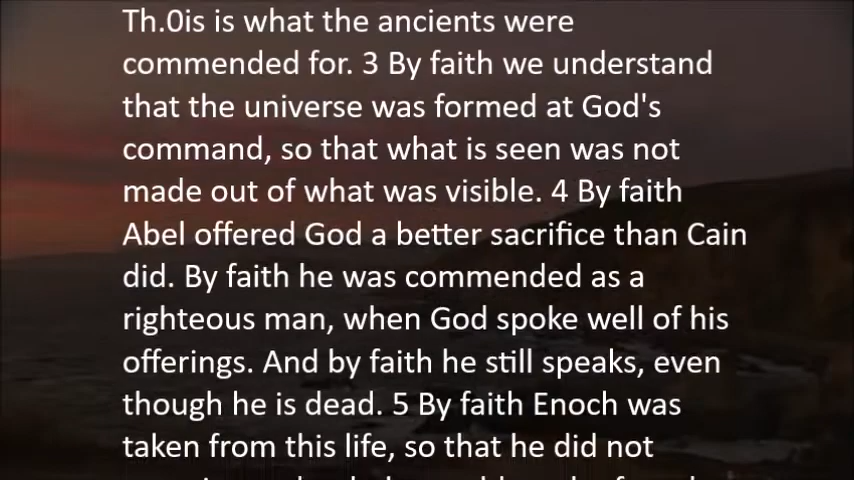 Th.0is is what the ancients were
commended for. 3 By faith we understand
that the universe was formed at God's
command, so that what is seen was not
made out of what was visible. 4 By faith
Abel offered God a better sacrifice than Cain
did. By faith he was commended as a
righteous man, when God spoke well of his
offerings. And by faith he still speaks, even
though he is dead. 5 By faith Enoch was
taken from this life, so that he did not